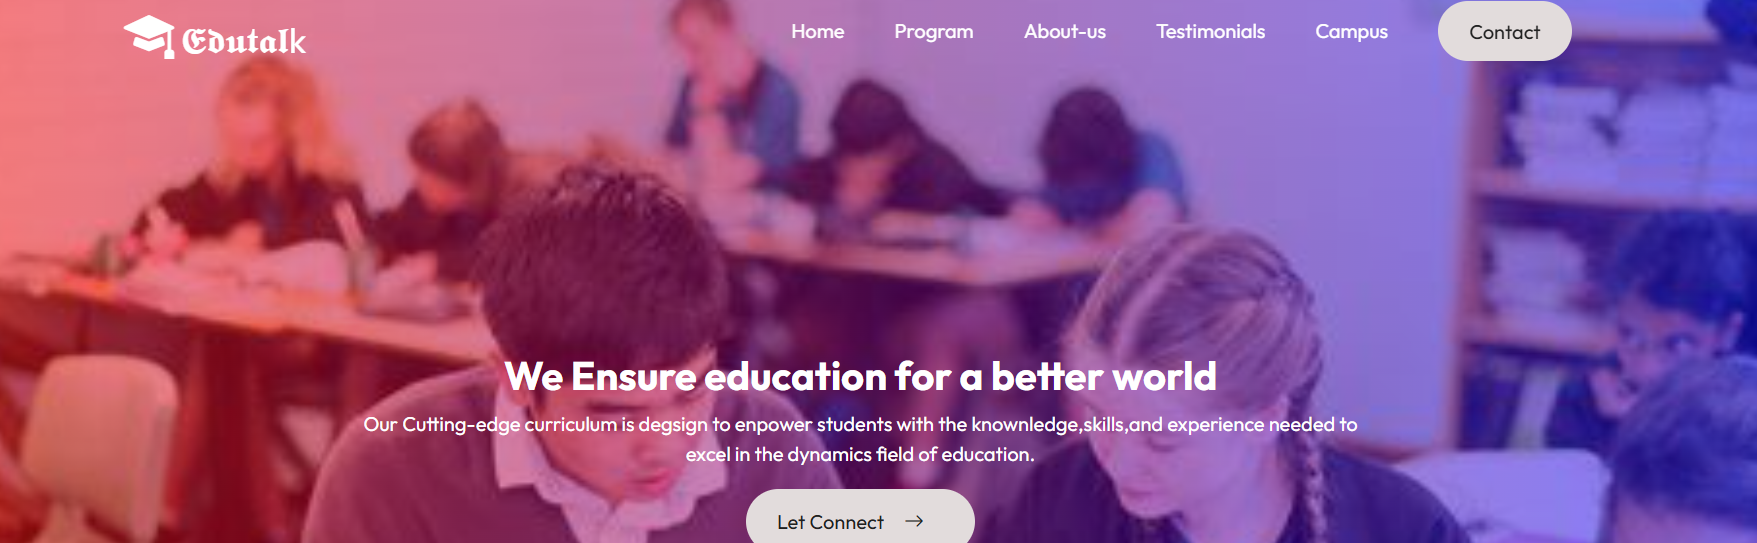 Edutalk
Home Program About-us Testimonials Campus Contact
We Ensure education for a better world
Our Cutting-edge curriculum is degsign to enpower students with the knownledge,skills,and experience needed to
excel in the dynamics field of education.
Let Connect →